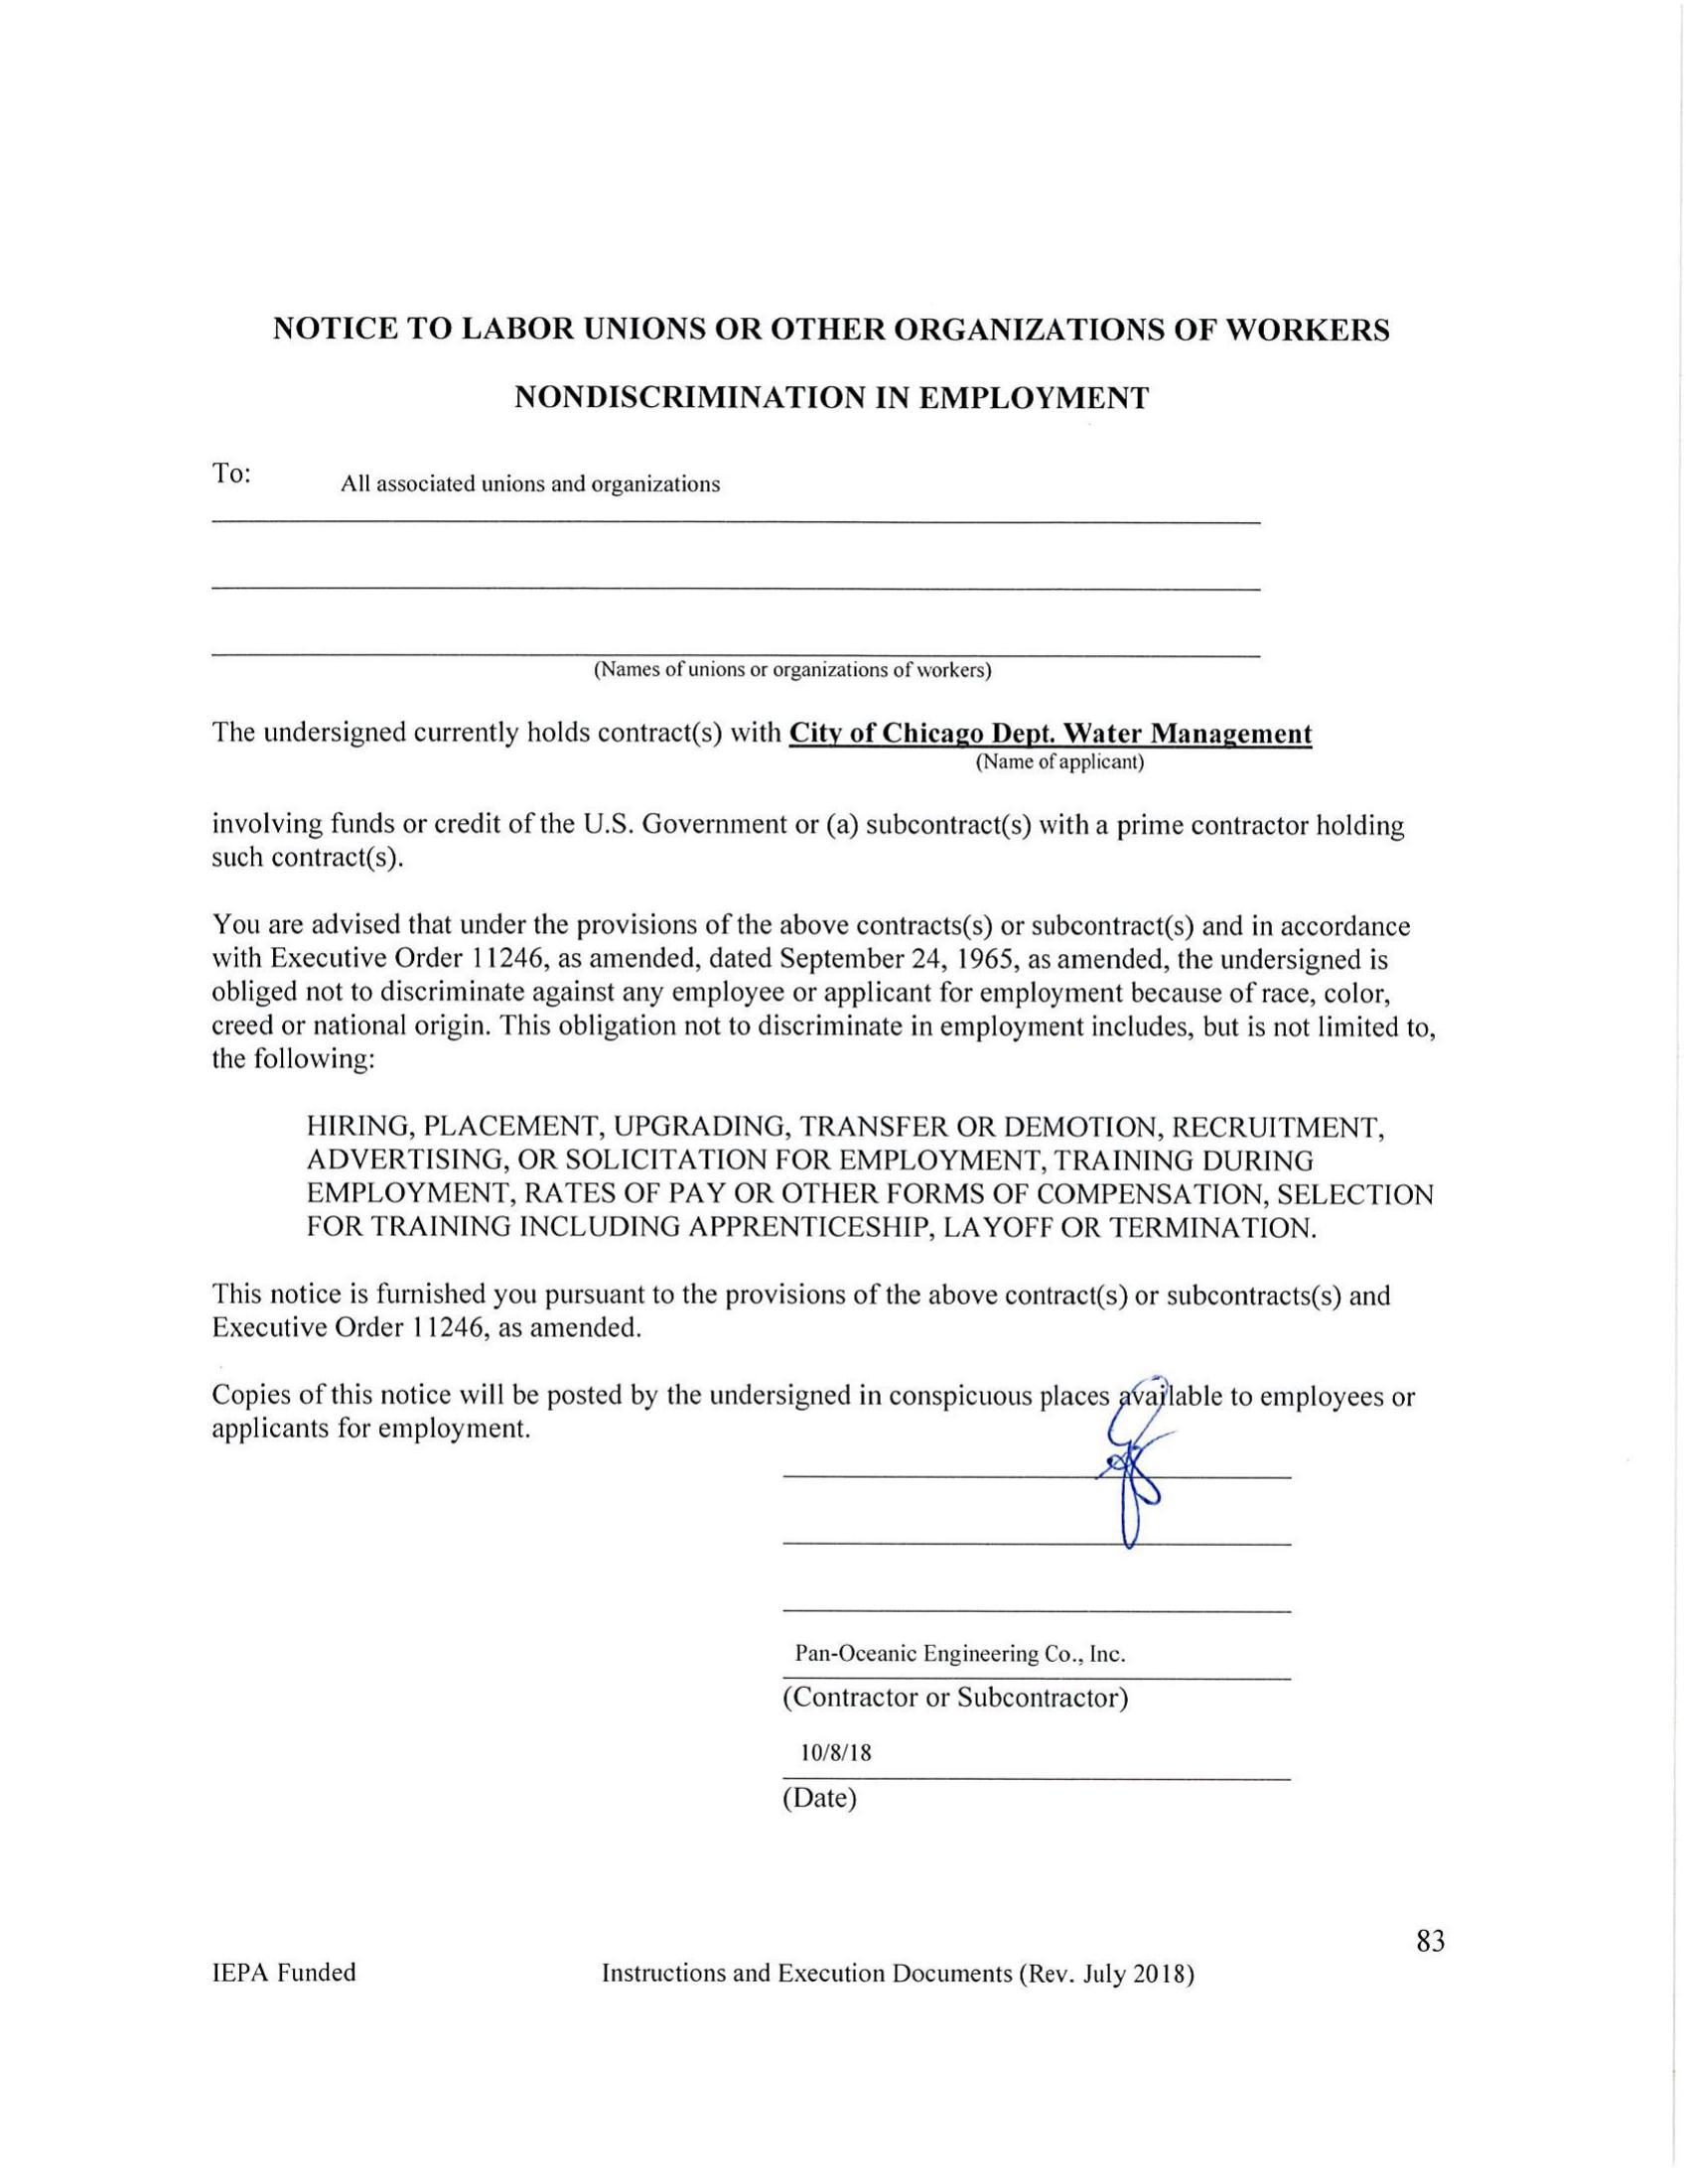 NOTICE TO LABOR UNIONS OR OTHER ORGANIZATIONS OF WORKERS
NONDISCRIMINATION IN EMPLOYMENT
To: All associated unions and organizations
(Names of unions or organizations of workers)
The undersigned currently holds contract(s) with City of Chicago Dept. Water Management
(Name of applicant)
involving funds or credit of the U.S. Government or (a) subcontract(s) with a prime contractor holding
such contract(s).
You are advised that under the provisions of the above contracts(s) or subcontract(s) and in accordance
with Executive Order 11246, as amended, dated September 24, 1965, as amended, the undersigned is
obliged not to discriminate against any employee or applicant for employment because of race, color,
creed or national origin. This obligation not to discriminate in employment includes, but is not limited to,
the following:
HIRING, PLACEMENT, UPGRADING, TRANSFER OR DEMOTION, RECRUITMENT,
ADVERTISING, OR SOLICITATION FOR EMPLOYMENT, TRAINING DURING
EMPLOYMENT, RATES OF PAY OR OTHER FORMS OF COMPENSATION, SELECTION
FOR TRAINING INCLUDING APPRENTICESHIP, LAYOFF OR TERMINATION.
This notice is furnished you pursuant to the provisions of the above contract(s) or subcontracts(s) and
Executive Order 11246, as amended.
Copies of this notice will be posted by the undersigned in conspicuous places available to employees or
applicants for employment.
Pan-Oceanic Engineering Co., Inc.
(Contractor or Subcontractor)
10/8/18
(Date)
83
IEPA Funded Instructions and Execution Documents (Rev. July 2018)